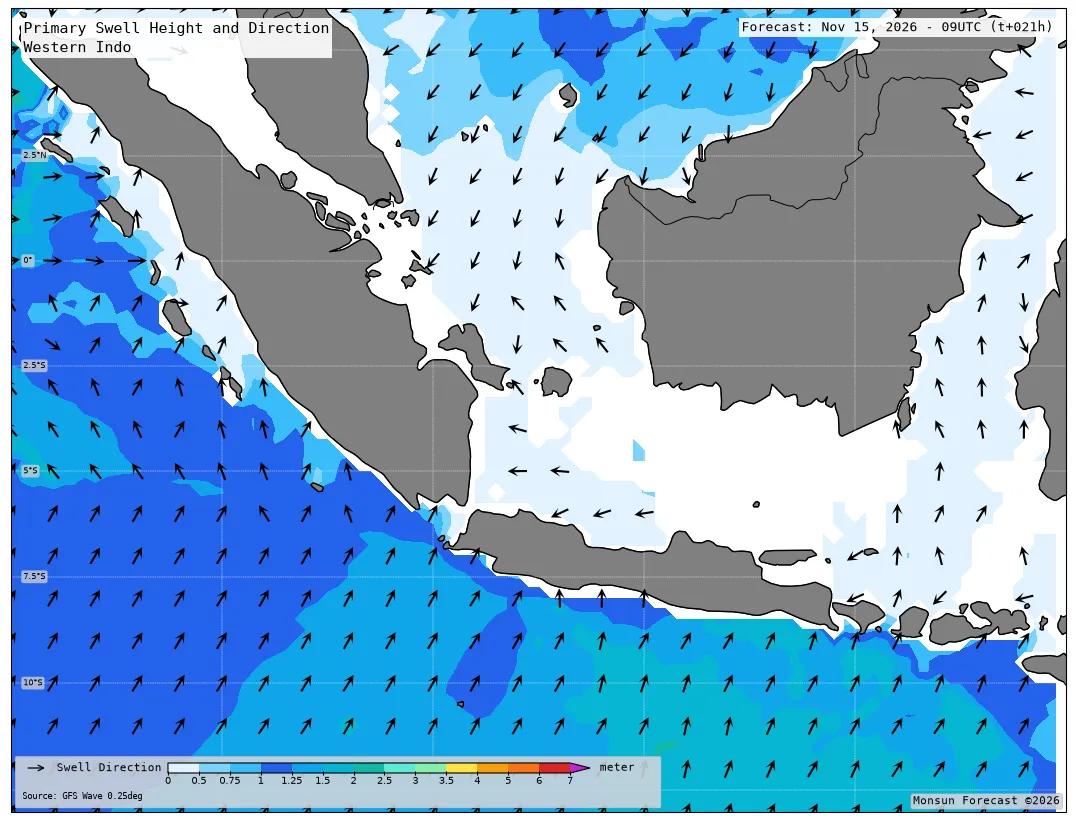 Primary Swell Height and Direction
Western Indo
Forecast: Nov 15, 2026 - 09UTC (t+021h)
2.5°N
0°
2.5°S
5°S
7.5°S
10°S
Swell Direction
0 0.5 0.75 1 1.25 1.5 2 2.5 3 3.5 4 5 6 7
meter
Source: GFS Wave 0.25deg
Monsun Forecast ©2026